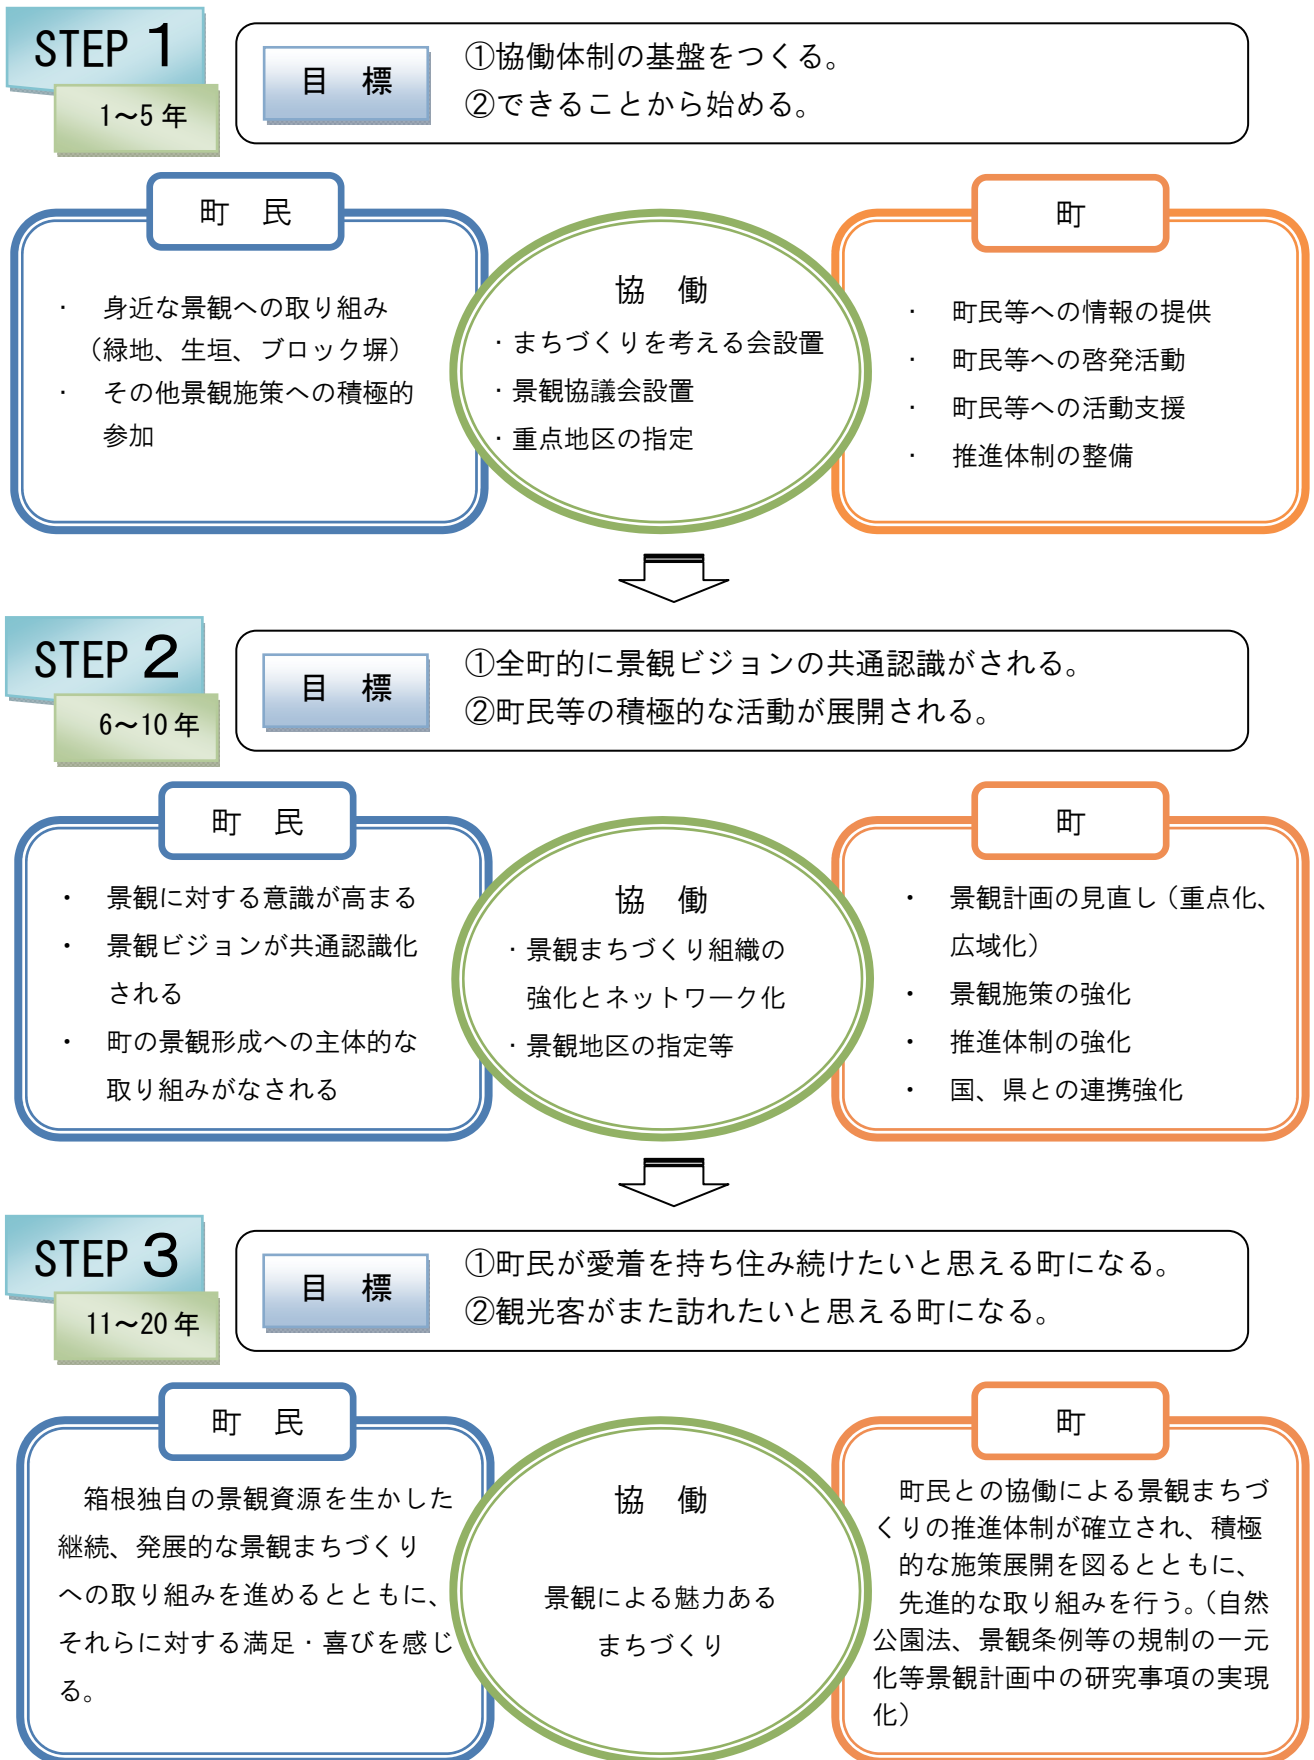 STEP 1
1～5 年
目　標
①協働体制の基盤をつくる。
②できることから始める。
町　民
・　身近な景観への取り組み
（緑地、生垣、ブロック塀）
・　その他景観施策への積極的
参加
協　働
・まちづくりを考える会設置
・景観協議会設置
・重点地区の指定
町
・　町民等への情報の提供
・　町民等への啓発活動
・　町民等への活動支援
・　推進体制の整備
STEP 2
6～10 年
目　標
①全町的に景観ビジョンの共通認識がされる。
②町民等の積極的な活動が展開される。
町　民
・　景観に対する意識が高まる
・　景観ビジョンが共通認識化
される
・　町の景観形成への主体的な
取り組みがなされる
協　働
・景観まちづくり組織の
強化とネットワーク化
・景観地区の指定等
町
・　景観計画の見直し（重点化、
広域化）
・　景観施策の強化
・　推進体制の強化
・　国、県との連携強化
STEP 3
11～20 年
目　標
①町民が愛着を持ち住み続けたいと思える町になる。
②観光客がまた訪れたいと思える町になる。
町　民
箱根独自の景観資源を生かした
継続、発展的な景観まちづくり
への取り組みを進めるとともに、
それらに対する満足・喜びを感じ
る。
協　働
景観による魅力ある
まちづくり
町
町民との協働による景観まちづ
くりの推進体制が確立され、積極
的な施策展開を図るとともに、
先進的な取り組みを行う。（自然
公園法、景観条例等の規制の一元
化等景観計画中の研究事項の実現
化）